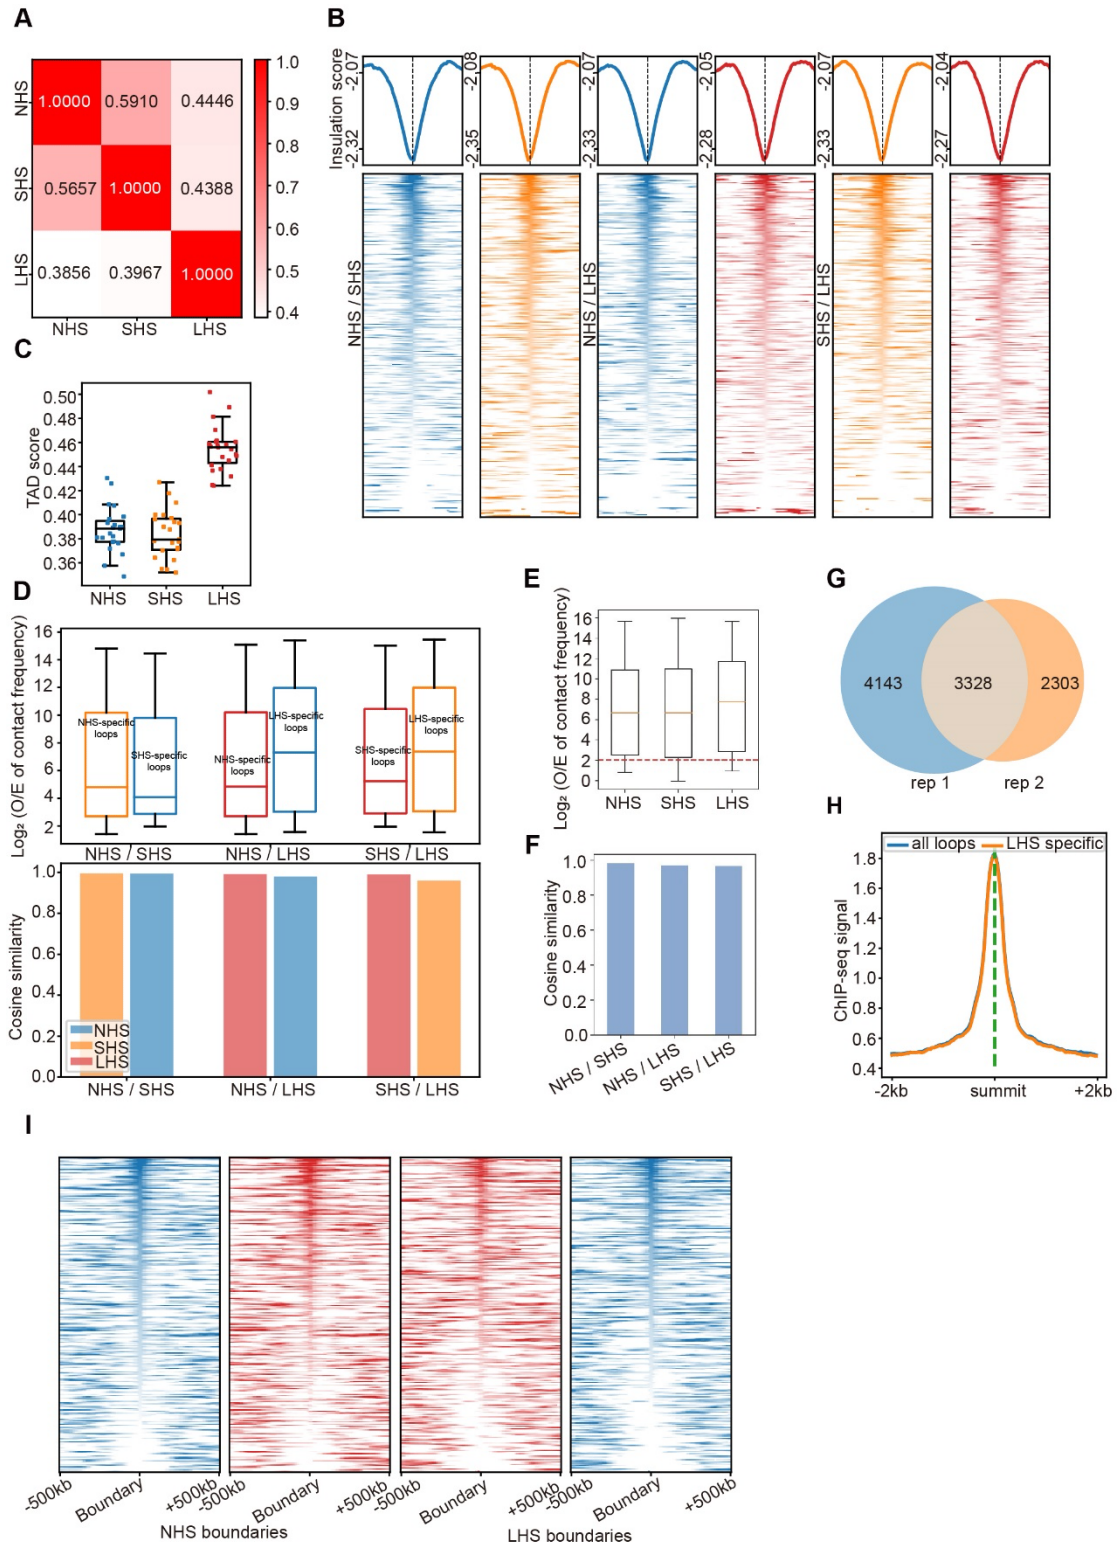 A
NHS
SHS
LHS
1.0000
0.5910
0.4446
0.5657
1.0000
0.4388
0.3856
0.3967
1.0000
NHS
SHS
LHS
1.0
0.9
0.8
0.7
0.6
0.5
0.4
B
Insulation score
-2.07
-2.32
-2.08
-2.35
-2.07
-2.33
-2.05
-2.28
-2.07
-2.33
-2.04
-2.27
NHS / SHS
NHS / LHS
SHS / LHS
C
TAD score
0.50
0.48
0.46
0.44
0.42
0.40
0.38
0.36
NHS
SHS
LHS
D
Log₂ (O/E of contact frequency)
16
14
12
10
8
6
4
2
NHS-specific
loops
SHS-specific
loops
NHS-specific
loops
LHS-specific
loops
SHS-specific
loops
LHS-specific
loops
NHS / SHS
NHS / LHS
SHS / LHS
Cosine similarity
1.0
0.8
0.6
0.4
0.2
0.0
NHS
SHS
LHS
NHS / SHS
NHS / LHS
SHS / LHS
E
Log₂ (O/E of contact frequency)
16
14
12
10
8
6
4
2
0
NHS
SHS
LHS
F
Cosine similarity
1.0
0.8
0.6
0.4
0.2
0.0
NHS / SHS
NHS / LHS
SHS / LHS
G
4143
3328
2303
rep 1
rep 2
H
ChIP-seq signal
1.8
1.6
1.4
1.2
1.0
0.8
0.6
0.4
all loops
LHS specific
-2kb
summit
+2kb
I
-500kb
Boundary
+500kb
-500kb
Boundary
+500kb
-500kb
Boundary
+500kb
-500kb
Boundary
+500kb
NHS boundaries
LHS boundaries